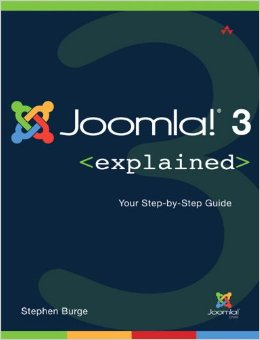 Joomla! 3
<explained>
Your Step-by-Step Guide
Stephen Burge
Joomla!